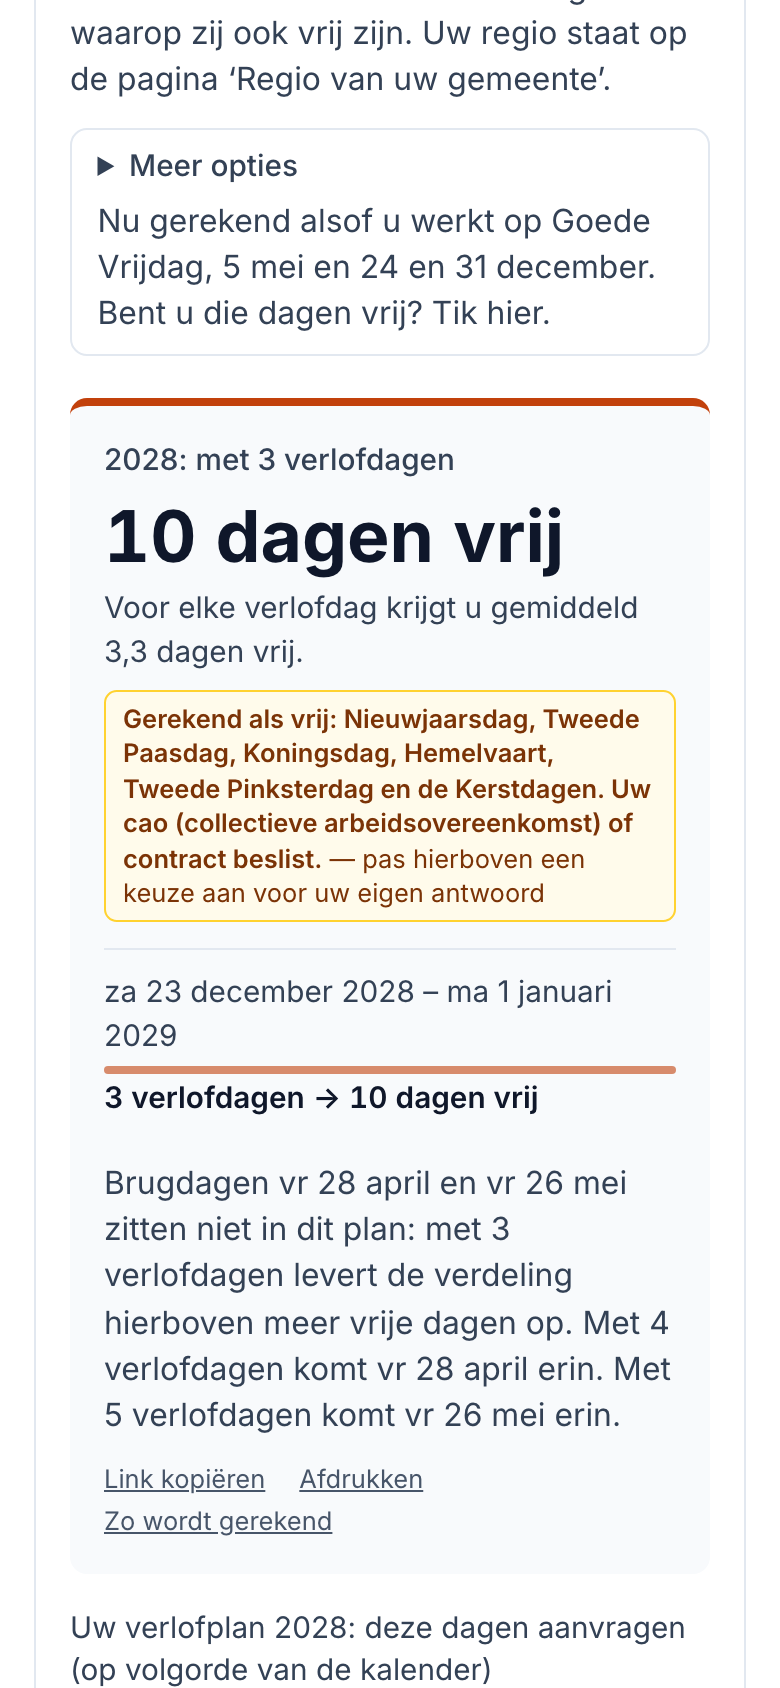 waarop zij ook vrij zijn. Uw regio staat op
de pagina ‘Regio van uw gemeente’.
▶ Meer opties
Nu gerekend alsof u werkt op Goede
Vrijdag, 5 mei en 24 en 31 december.
Bent u die dagen vrij? Tik hier.
2028: met 3 verlofdagen
10 dagen vrij
Voor elke verlofdag krijgt u gemiddeld
3,3 dagen vrij.
Gerekend als vrij: Nieuwjaarsdag, Tweede
Paasdag, Koningsdag, Hemelvaart,
Tweede Pinksterdag en de Kerstdagen. Uw
cao (collectieve arbeidsovereenkomst) of
contract beslist. — pas hierboven een
keuze aan voor uw eigen antwoord
za 23 december 2028 – ma 1 januari
2029
3 verlofdagen → 10 dagen vrij
Brugdagen vr 28 april en vr 26 mei
zitten niet in dit plan: met 3
verlofdagen levert de verdeling
hierboven meer vrije dagen op. Met 4
verlofdagen komt vr 28 april erin. Met
5 verlofdagen komt vr 26 mei erin.
Link kopiëren Afdrukken
Zo wordt gerekend
Uw verlofplan 2028: deze dagen aanvragen
(op volgorde van de kalender)